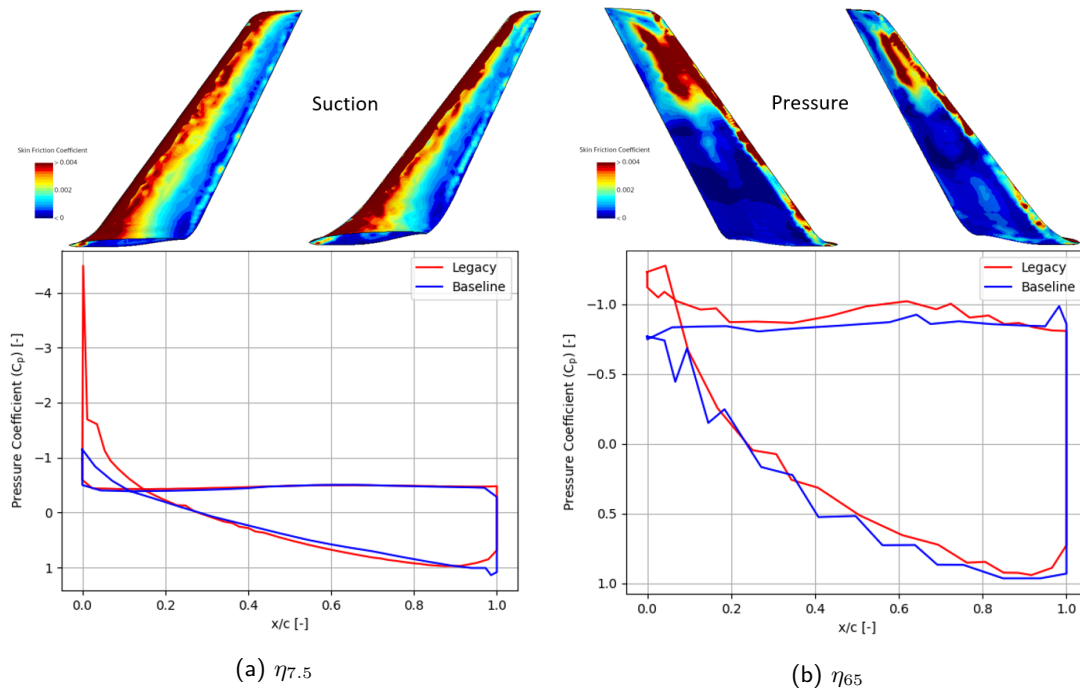 Suction
Pressure
Skin Friction Coefficient
> 0.004
0.002
< 0
Skin Friction Coefficient
> 0.004
0.002
< 0
Legacy
Baseline
−4
−3
−2
−1
0
1
Pressure Coefficient (Cₚ) [-]
0.0 0.2 0.4 0.6 0.8 1.0
x/c [-]
(a) η₇.₅
Legacy
Baseline
−1.0
−0.5
0.0
0.5
1.0
Pressure Coefficient (Cₚ) [-]
0.0 0.2 0.4 0.6 0.8 1.0
x/c [-]
(b) η₆₅